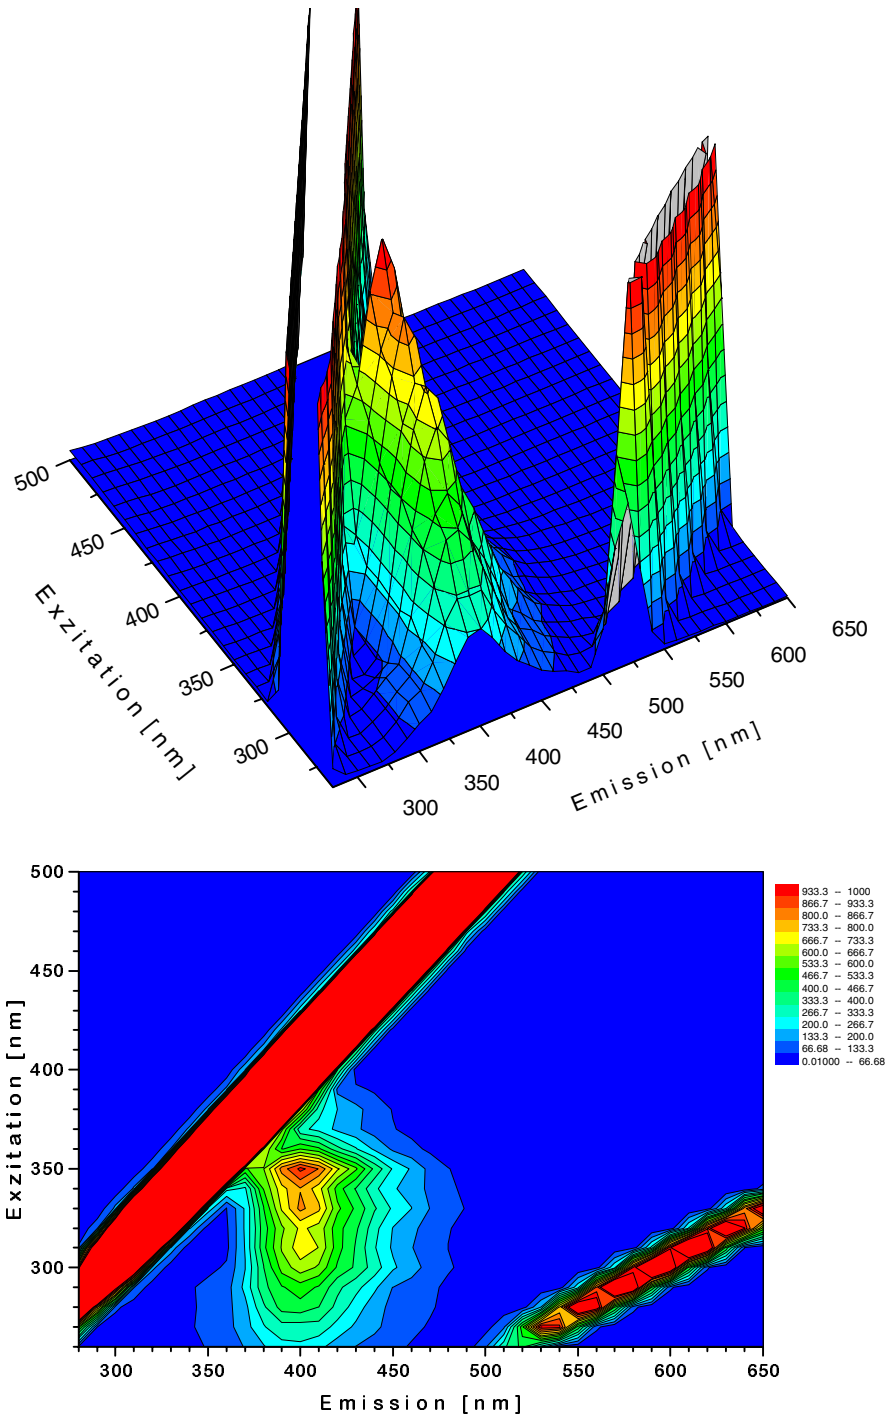 500
450
400
350
300
Exzitation [nm]
300
350
400
450
500
550
600
650
Emission [nm]
500
450
400
350
300
Exzitation [nm]
300 350 400 450 500 550 600 650
Emission [nm]
933.3 -- 1000
866.7 -- 933.3
800.0 -- 866.7
733.3 -- 800.0
666.7 -- 733.3
600.0 -- 666.7
533.3 -- 600.0
466.7 -- 533.3
400.0 -- 466.7
333.3 -- 400.0
266.7 -- 333.3
200.0 -- 266.7
133.3 -- 200.0
66.68 -- 133.3
0.01000 -- 66.68